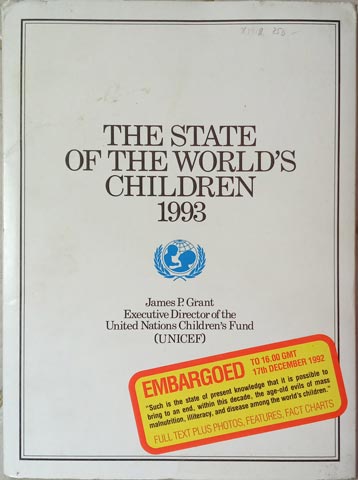 THE STATE
OF THE WORLD'S
CHILDREN
1993
James P. Grant
Executive Director of the
United Nations Children's Fund
(UNICEF)
EMBARGOED TO 16.00 GMT
17th DECEMBER 1992
"Such is the state of present knowledge that it is possible to
bring to an end, within this decade, the age-old evils of mass
malnutrition, illiteracy, and disease among the world's children."
FULL TEXT PLUS PHOTOS, FEATURES, FACT CHARTS